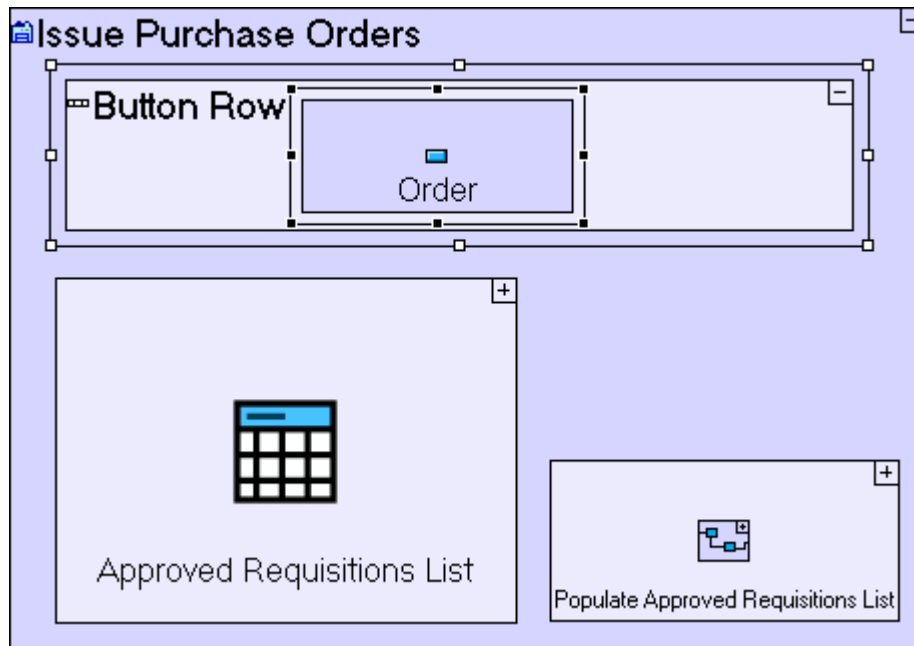 Issue Purchase Orders
Button Row
Order
Approved Requisitions List
Populate Approved Requisitions List